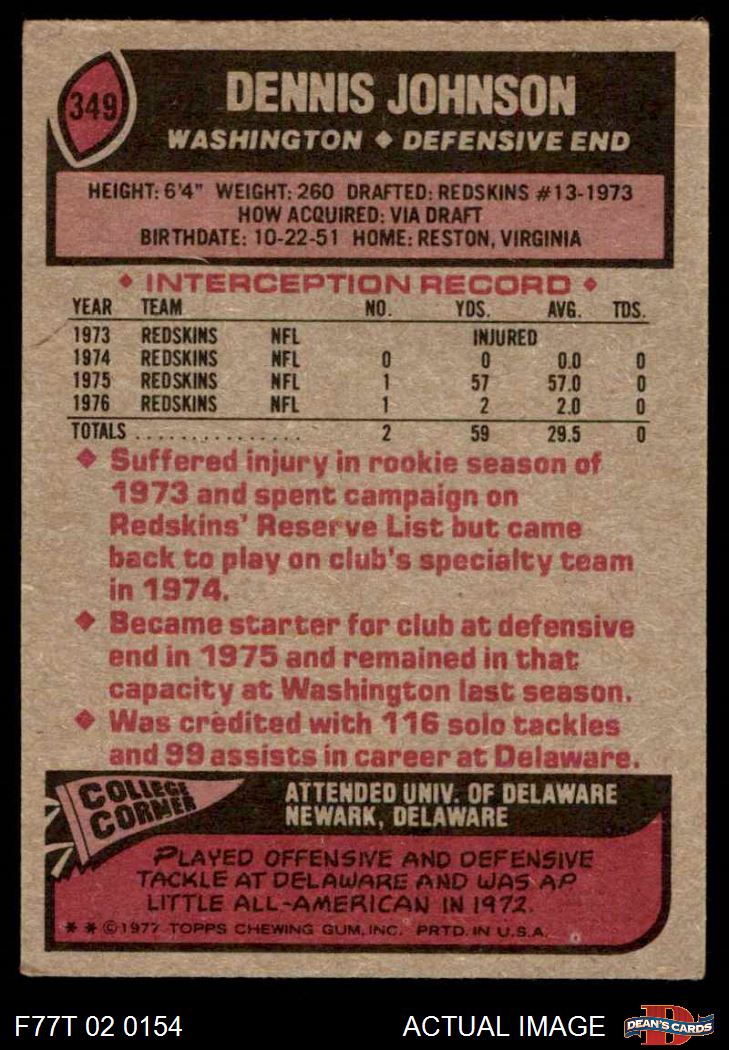 349
DENNIS JOHNSON
WASHINGTON ◆ DEFENSIVE END
HEIGHT: 6'4" WEIGHT: 260 DRAFTED: REDSKINS #13-1973
HOW ACQUIRED: VIA DRAFT
BIRTHDATE: 10-22-51 HOME: RESTON, VIRGINIA
◆ INTERCEPTION RECORD ◆
YEAR TEAM NO. YDS. AVG. TDS.
1973 REDSKINS NFL INJURED
1974 REDSKINS NFL 0 0 0.0 0
1975 REDSKINS NFL 1 57 57.0 0
1976 REDSKINS NFL 1 2 2.0 0
TOTALS ................ 2 59 29.5 0
◆ Suffered injury in rookie season of
1973 and spent campaign on
Redskins' Reserve List but came
back to play on club's specialty team
in 1974.
◆ Became starter for club at defensive
end in 1975 and remained in that
capacity at Washington last season.
◆ Was credited with 116 solo tackles
and 99 assists in career at Delaware.
COLLEGE
CORNER
ATTENDED UNIV. OF DELAWARE
NEWARK, DELAWARE
PLAYED OFFENSIVE AND DEFENSIVE
TACKLE AT DELAWARE AND WAS AP
LITTLE ALL-AMERICAN IN 1972.
* * ©1977 TOPPS CHEWING GUM, INC. PRTD. IN U.S.A.
F77T 02 0154
ACTUAL IMAGE
D
DEAN'S CARDS